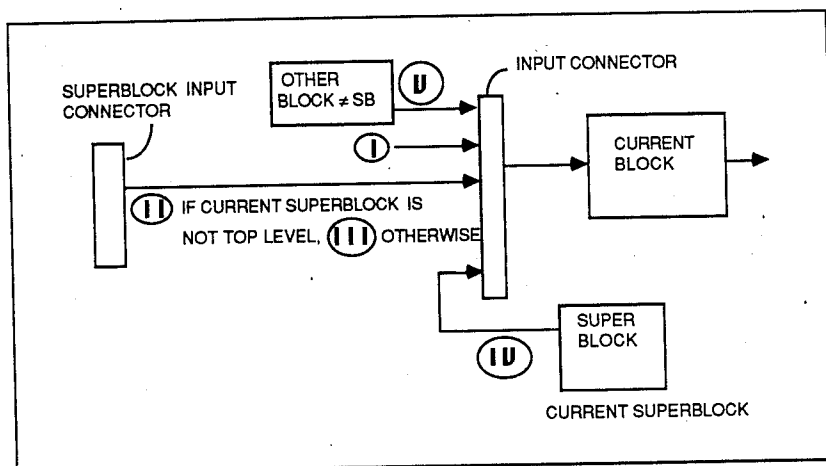 SUPERBLOCK INPUT
CONNECTOR
OTHER
BLOCK ≠ SB
V
INPUT CONNECTOR
I
CURRENT
BLOCK
II IF CURRENT SUPERBLOCK IS
NOT TOP LEVEL, III OTHERWISE
IV
SUPER
BLOCK
CURRENT SUPERBLOCK